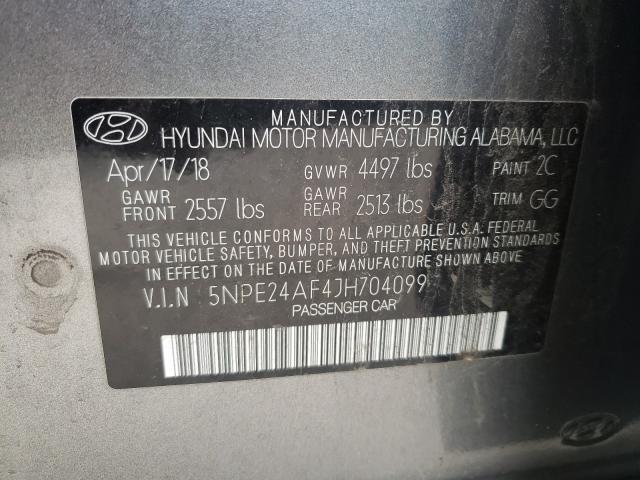 MANUFACTURED BY
HYUNDAI MOTOR MANUFACTURING ALABAMA, LLC
Apr/17/18 GVWR 4497 lbs PAINT 2C
GAWR FRONT 2557 lbs GAWR REAR 2513 lbs TRIM GG
THIS VEHICLE CONFORMS TO ALL APPLICABLE U.S.A. FEDERAL
MOTOR VEHICLE SAFETY, BUMPER, AND THEFT PREVENTION STANDARDS
IN EFFECT ON THE DATE OF MANUFACTURE SHOWN ABOVE.
V.I.N 5NPE24AF4JH704099
PASSENGER CAR